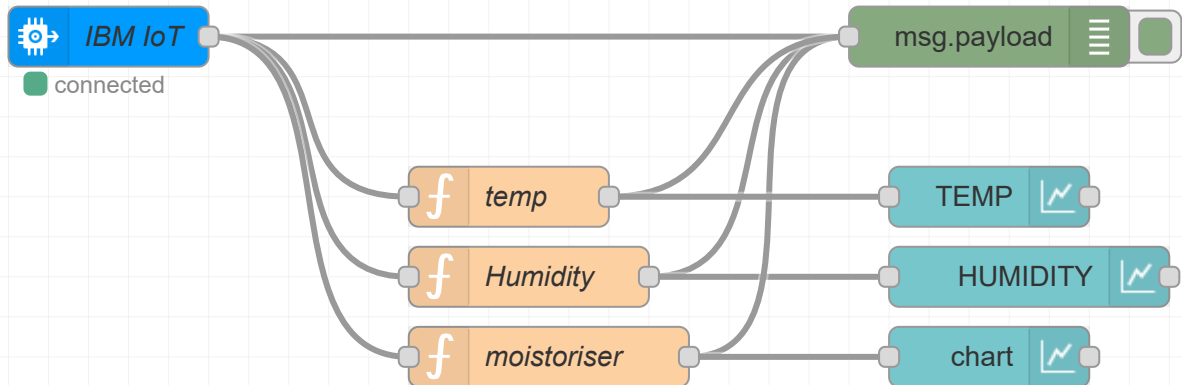 IBM IoT
msg.payload
connected
temp
TEMP
Humidity
HUMIDITY
moistoriser
chart